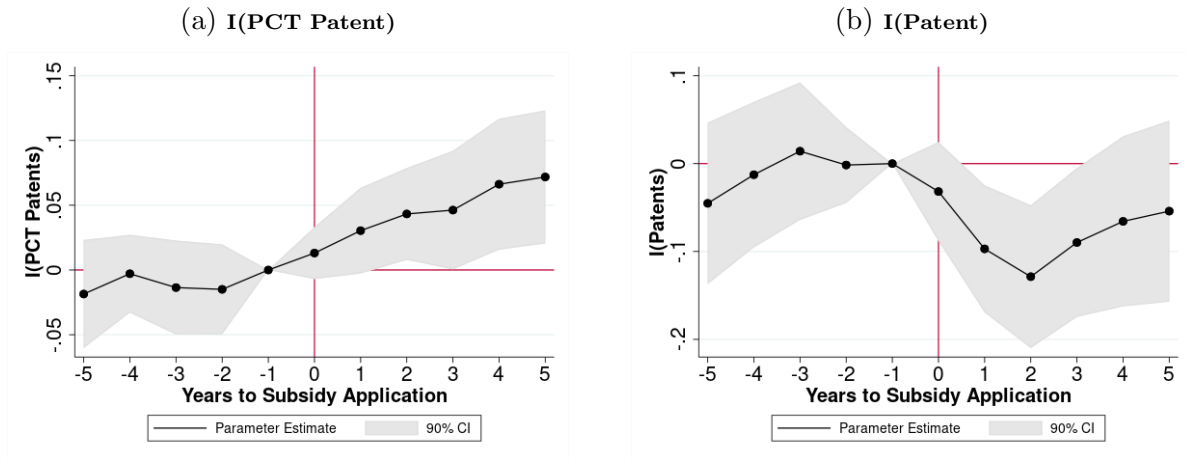 (a) I(PCT Patent)
.15
.1
.05
0
-.05
I(PCT Patents)
-5 -4 -3 -2 -1 0 1 2 3 4 5
Years to Subsidy Application
Parameter Estimate 90% CI
(b) I(Patent)
.1
0
-.1
-.2
I(Patents)
-5 -4 -3 -2 -1 0 1 2 3 4 5
Years to Subsidy Application
Parameter Estimate 90% CI